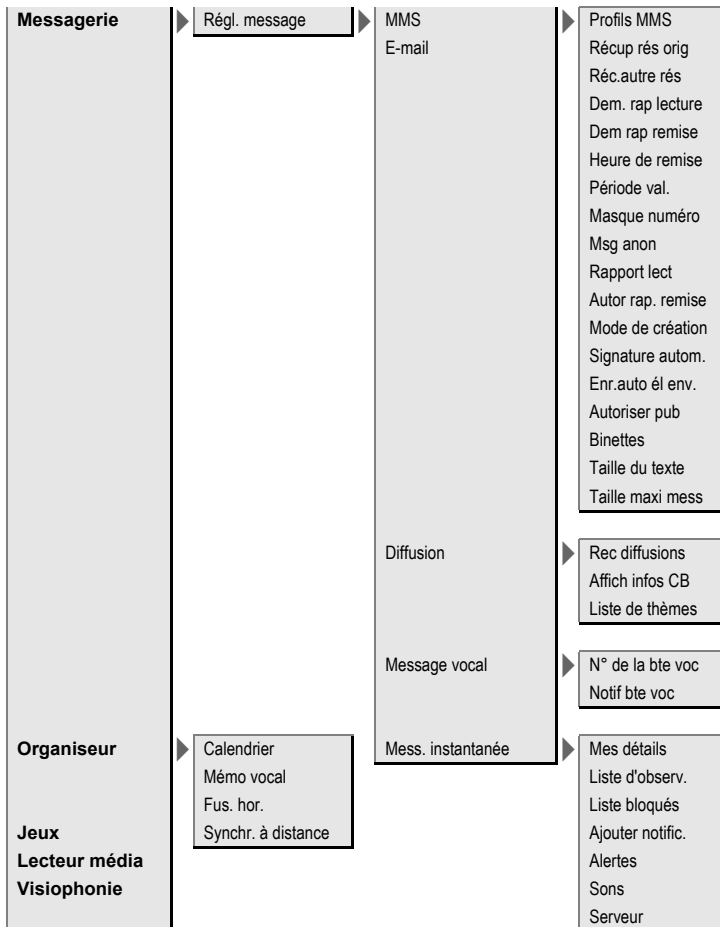 Messagerie
Régl. message
MMS
E-mail
Profils MMS
Récup rés orig
Réc.autre rés
Dem. rap lecture
Dem rap remise
Heure de remise
Période val.
Masque numéro
Msg anon
Rapport lect
Autor rap. remise
Mode de création
Signature autom.
Enr.auto él env.
Autoriser pub
Binettes
Taille du texte
Taille maxi mess
Diffusion
Rec diffusions
Affich infos CB
Liste de thèmes
Message vocal
N° de la bte voc
Notif bte voc
Mess. instantanée
Mes détails
Liste d'observ.
Liste bloqués
Ajouter notific.
Alertes
Sons
Serveur
Organiseur
Calendrier
Mémo vocal
Fus. hor.
Synchr. à distance
Jeux
Lecteur média
Visiophonie